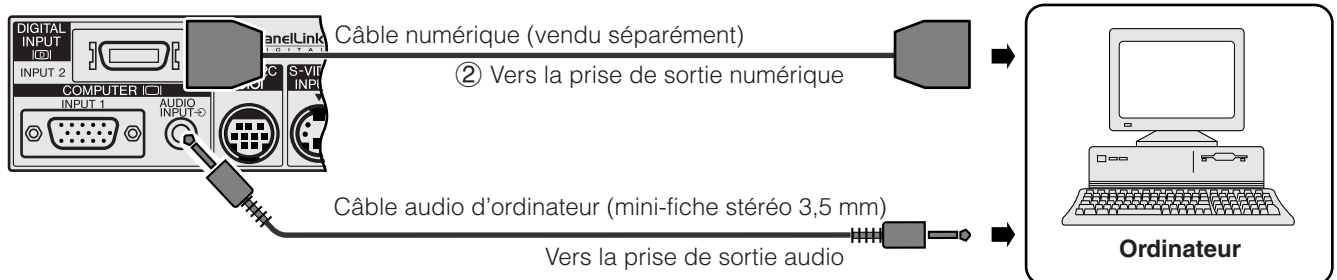 DIGITAL
INPUT
INPUT 2
anelLink
D I G I T A L
COMPUTER
INPUT 1
AUDIO
INPUT
S-VID
INPU
Câble numérique (vendu séparément)
② Vers la prise de sortie numérique
Câble audio d’ordinateur (mini-fiche stéréo 3,5 mm)
Vers la prise de sortie audio
Ordinateur